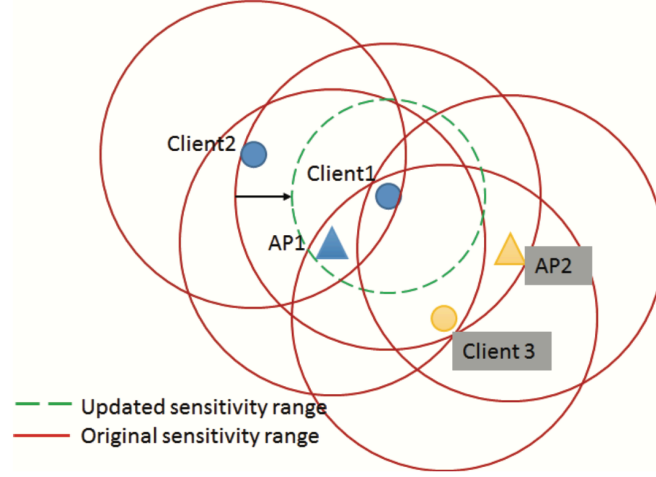 Client2
Client1
AP1
AP2
Client 3
Updated sensitivity range
Original sensitivity range